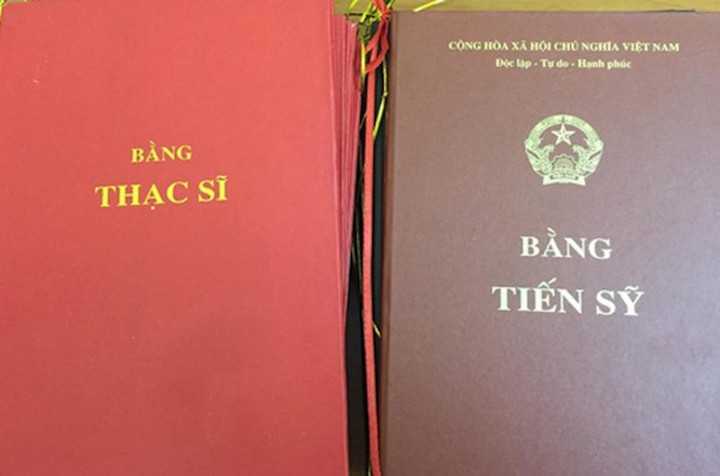 BẰNG
THẠC SĨ
CỘNG HÒA XÃ HỘI CHỦ NGHĨA VIỆT NAM
Độc lập - Tự do - Hạnh phúc
BẰNG
TIẾN SỸ